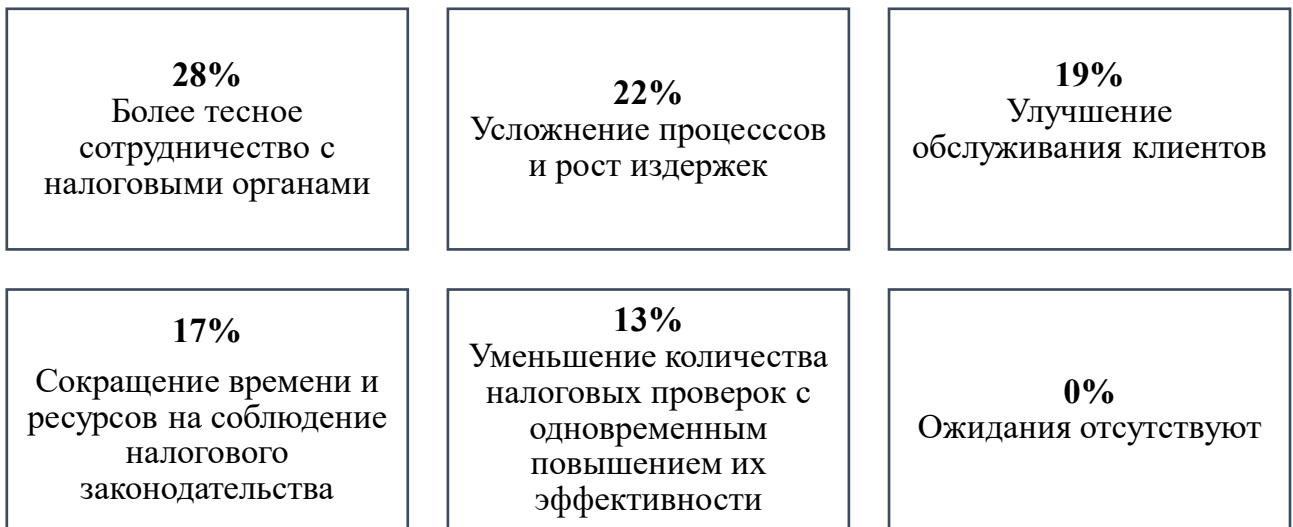 28%
Более тесное
сотрудничество с
налоговыми органами
22%
Усложнение процесссов
и рост издержек
19%
Улучшение
обслуживания клиентов
17%
Сокращение времени и
ресурсов на соблюдение
налогового
законодательства
13%
Уменьшение количества
налоговых проверок с
одновременным
повышением их
эффективности
0%
Ожидания отсутствуют